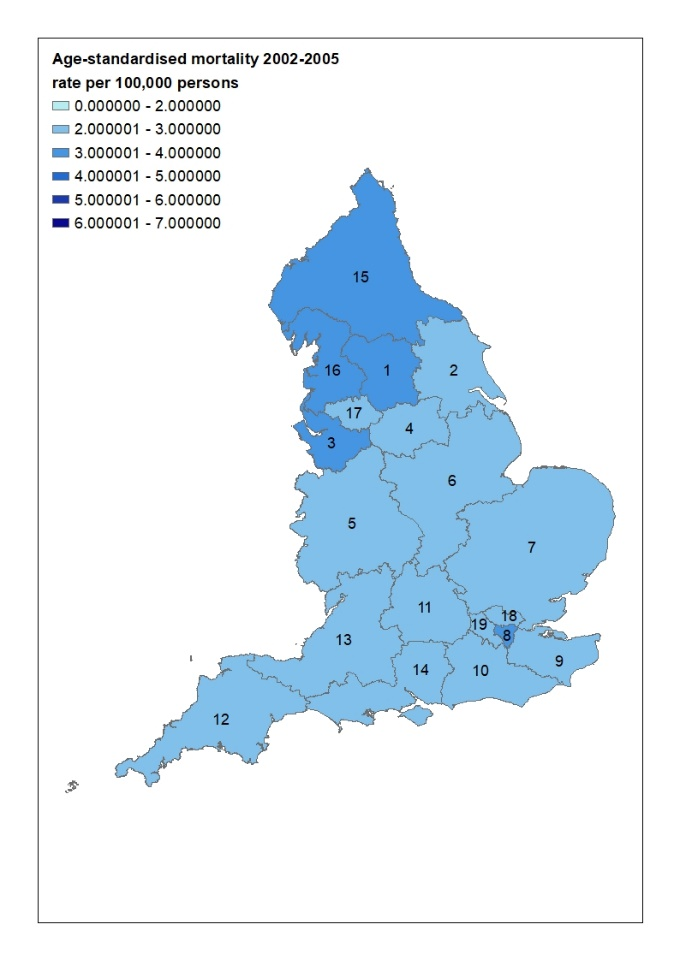 Age-standardised mortality 2002-2005
rate per 100,000 persons
0.000000 - 2.000000
2.000001 - 3.000000
3.000001 - 4.000000
4.000001 - 5.000000
5.000001 - 6.000000
6.000001 - 7.000000
15
16
1
2
17
4
3
6
5
7
11
18
19
8
13
14
10
9
12